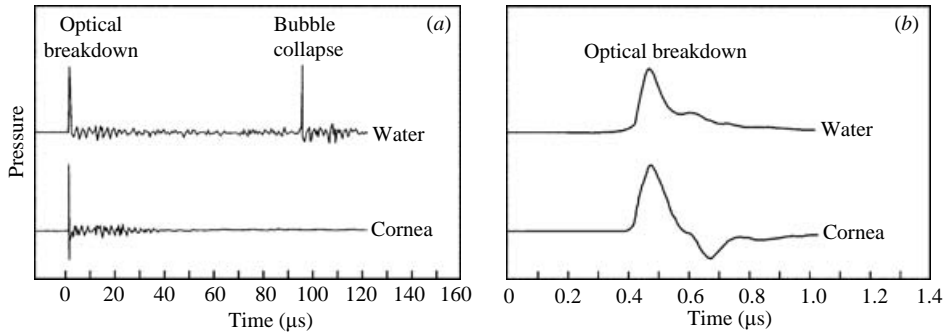 Optical
breakdown
Bubble
collapse
(a)
Water
Cornea
Pressure
0 20 40 60 80 100 120 140 160
Time (μs)
(b)
Optical breakdown
Water
Cornea
0 0.2 0.4 0.6 0.8 1.0 1.2 1.4
Time (μs)